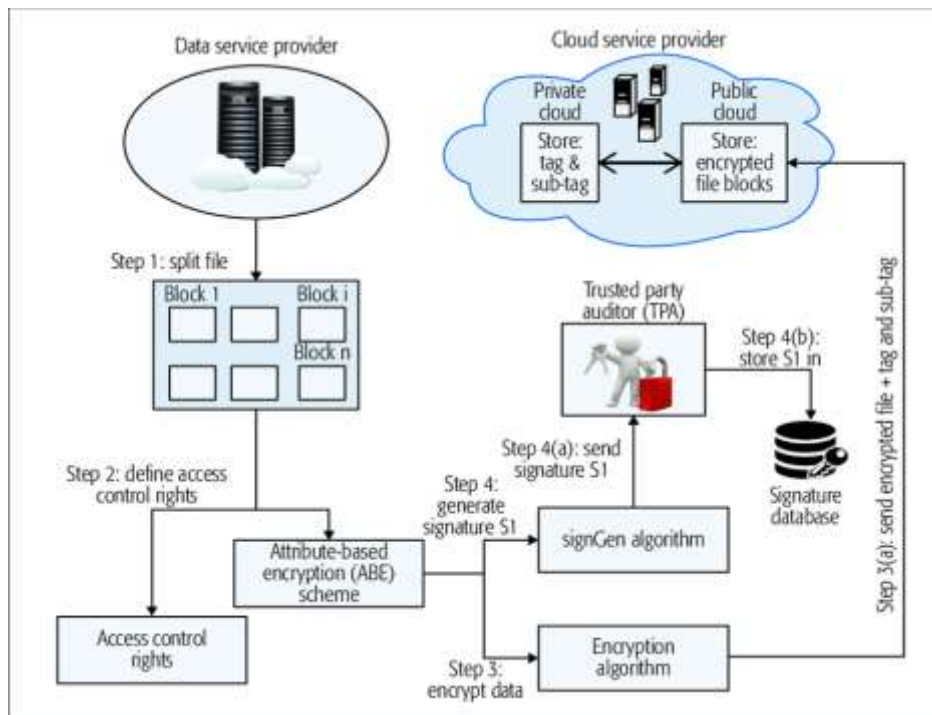 Data service provider
Cloud service provider
Private
cloud
Public
cloud
Store:
tag &
sub-tag
Store:
encrypted
file blocks
Step 1: split file
Block 1
Block i
Block n
Trusted party
auditor (TPA)
Step 4(b):
store S1 in
Step 2: define access
control rights
Step 4(a): send
signature S1
Signature
database
Step 4:
generate
signature S1
signGen algorithm
Attribute-based
encryption (ABE)
scheme
Access control
rights
Step 3:
encrypt data
Encryption
algorithm
Step 3(a): send encrypted file + tag and sub-tag